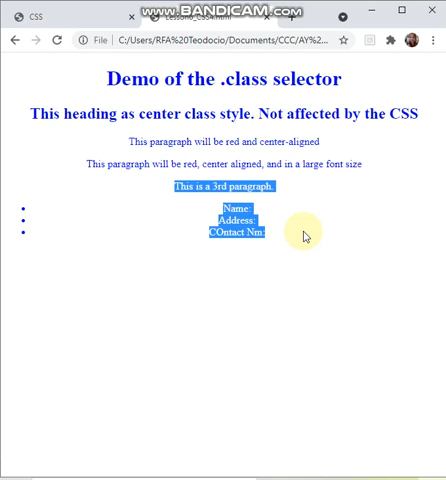 WWW.BANDICAM.COM
CSS
Lesson6_CSS4.html
File
C:/Users/RFA%20Teodocio/Documents/CCC/AY%2...
Demo of the .class selector
This heading as center class style. Not affected by the CSS
This paragraph will be red and center-aligned
This paragraph will be red, center aligned, and in a large font size
This is a 3rd paragraph.
Name:
Address:
COntact Nm: